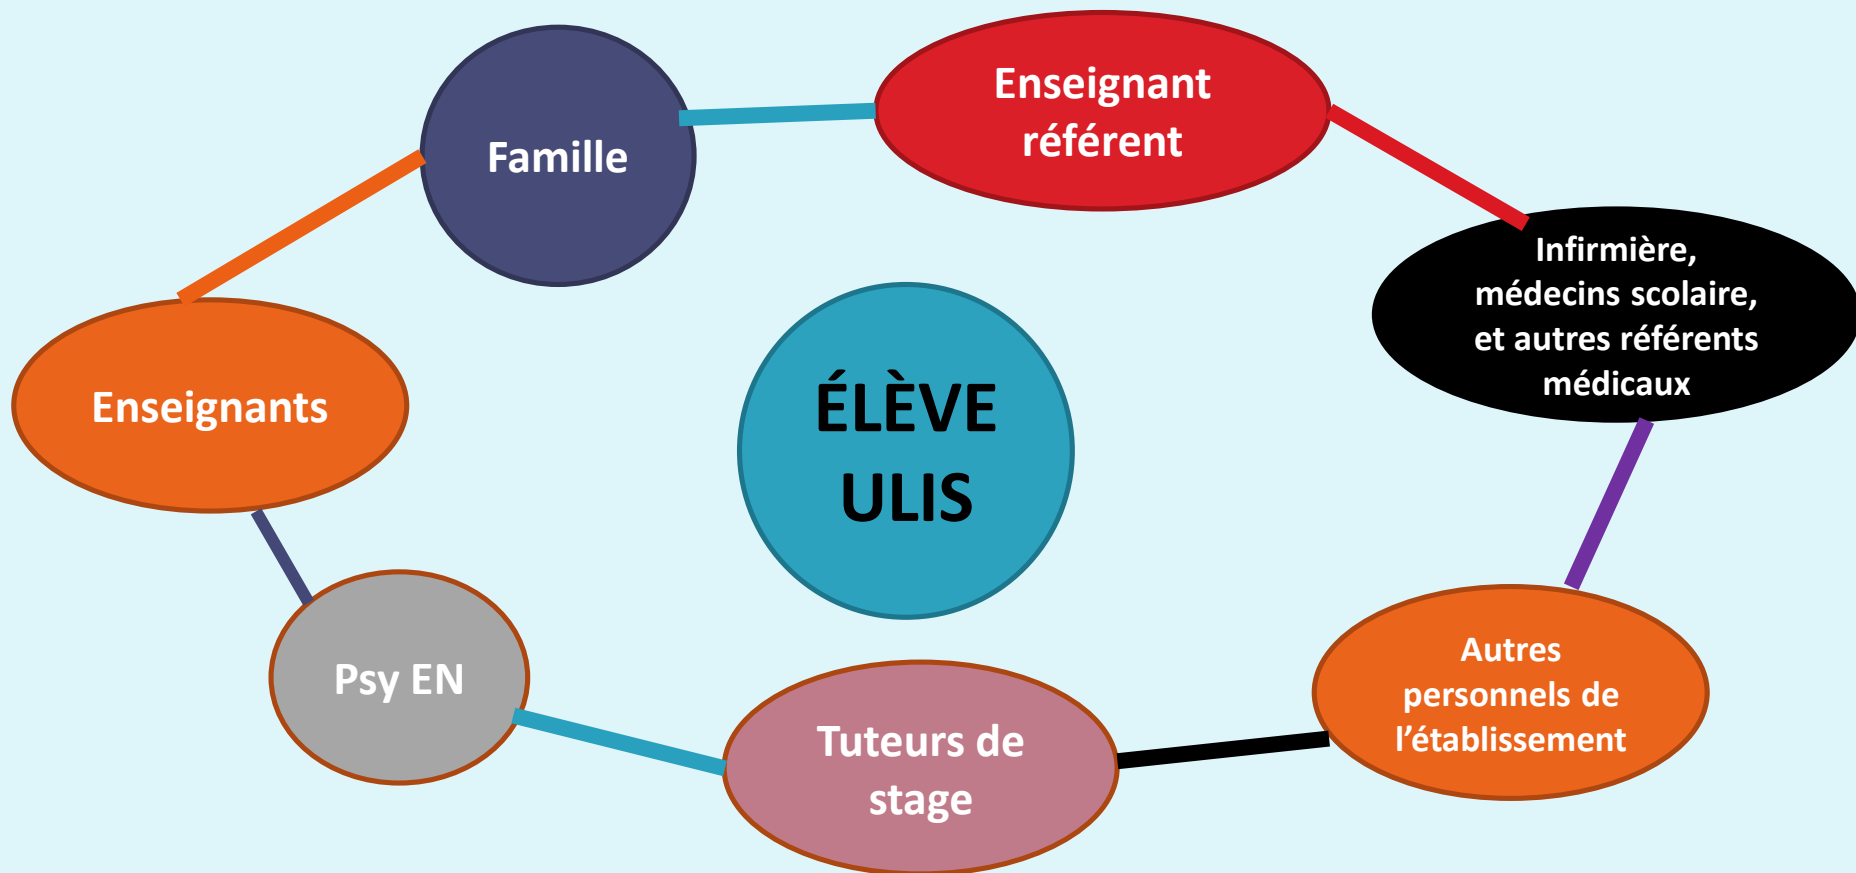 Enseignant
référent
Famille
Infirmière,
médecins scolaire,
et autres référents
médicaux
Enseignants
ÉLÈVE
ULIS
Psy EN
Autres
personnels de
l’établissement
Tuteurs de
stage